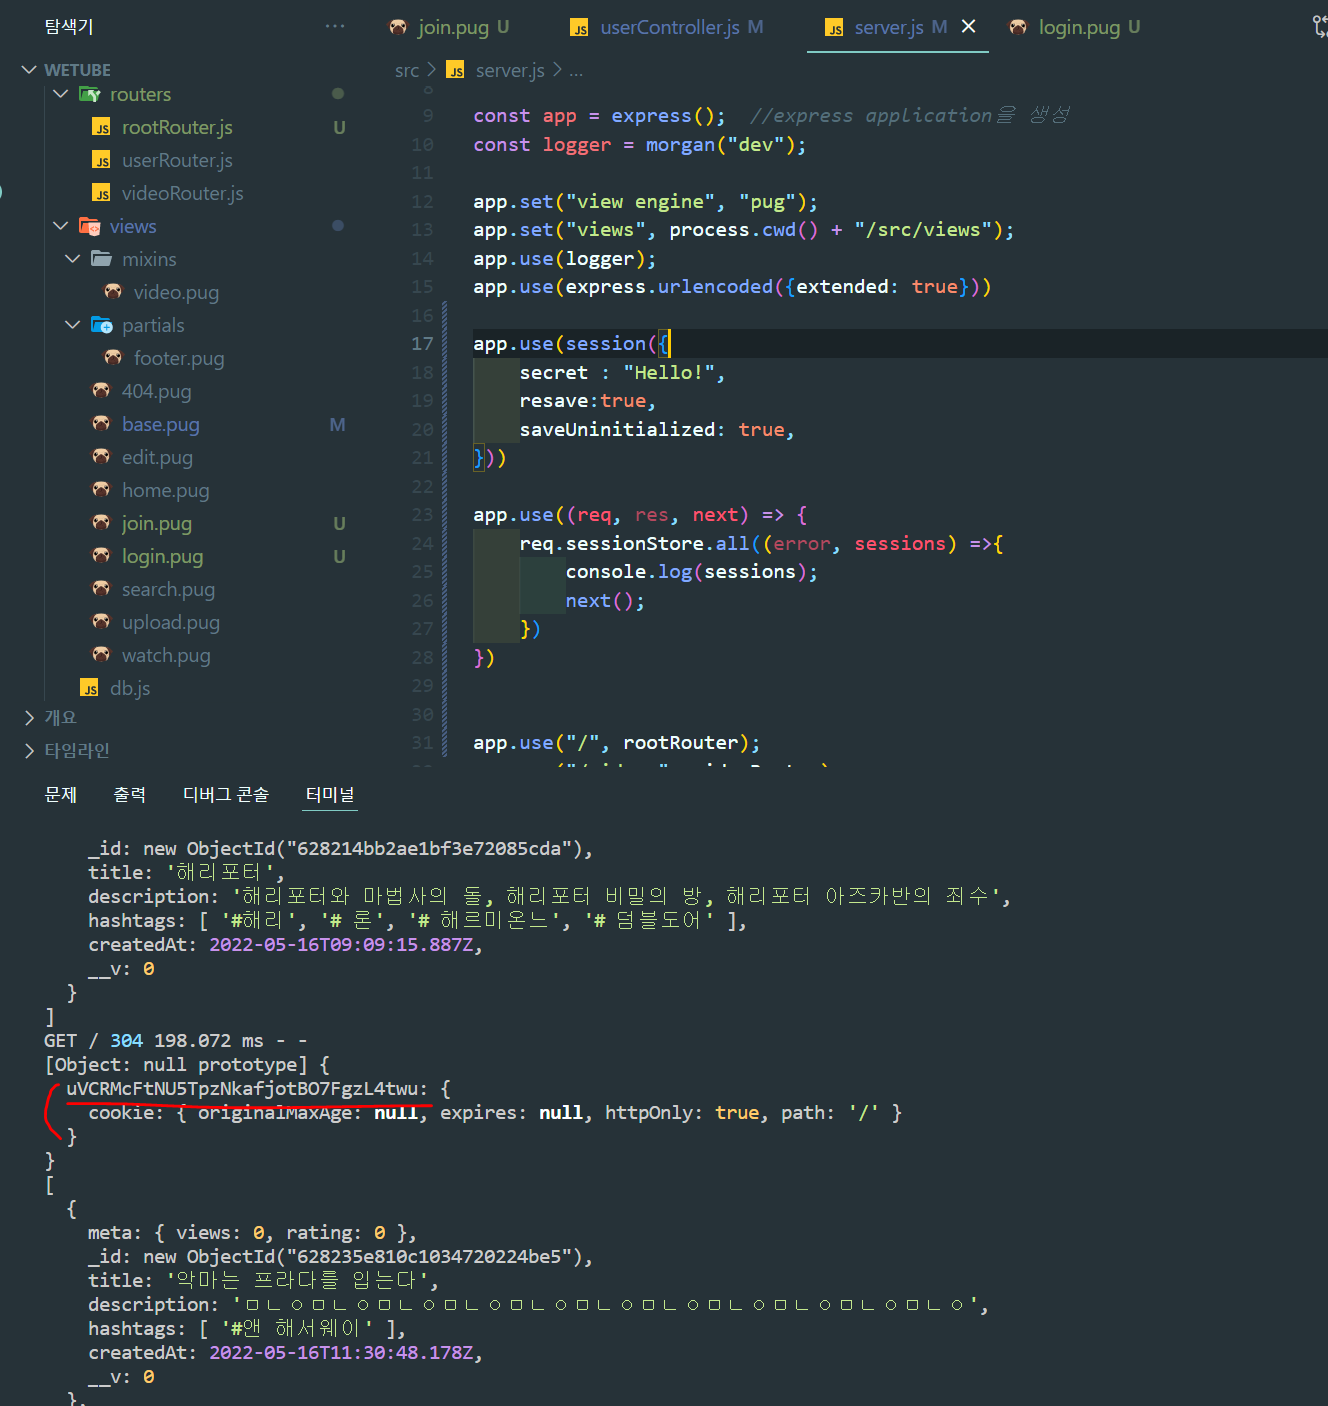 탐색기 ···
join.pug U
userController.js M
server.js M
login.pug U
WETUBE
routers
rootRouter.js U
userRouter.js
videoRouter.js
views
mixins
video.pug
partials
footer.pug
404.pug
base.pug M
edit.pug
home.pug
join.pug U
login.pug U
search.pug
upload.pug
watch.pug
db.js
개요
타임라인
src > server.js > ...
9 const app = express();  //express application을 생성
10 const logger = morgan("dev");
11
12 app.set("view engine", "pug");
13 app.set("views", process.cwd() + "/src/views");
14 app.use(logger);
15 app.use(express.urlencoded({extended: true}))
16
17 app.use(session({
18     secret : "Hello!",
19     resave:true,
20     saveUninitialized: true,
21 }))
22
23 app.use((req, res, next) => {
24     req.sessionStore.all((error, sessions) =>{
25         console.log(sessions);
26         next();
27     })
28 })
29
30
31 app.use("/", rootRouter);
문제 출력 디버그 콘솔 터미널
_id: new ObjectId("628214bb2ae1bf3e72085cda"),
title: '해리포터',
description: '해리포터와 마법사의 돌, 해리포터 비밀의 방, 해리포터 아즈카반의 죄수',
hashtags: [ '#해리', '# 론', '# 해르미온느', '# 덤블도어' ],
createdAt: 2022-05-16T09:09:15.887Z,
__v: 0
}
]
GET / 304 198.072 ms - -
[Object: null prototype] {
uVCRMcFtNU5TpzNkafjotBO7FgzL4twu: {
cookie: { originalMaxAge: null, expires: null, httpOnly: true, path: '/' }
}
}
[
{
meta: { views: 0, rating: 0 },
_id: new ObjectId("628235e810c1034720224be5"),
title: '악마는 프라다를 입는다',
description: 'ㅁㄴㅇㅁㄴㅇㅁㄴㅇㅁㄴㅇㅁㄴㅇㅁㄴㅇㅁㄴㅇㅁㄴㅇㅁㄴㅇㅁㄴㅇㅁㄴㅇ',
hashtags: [ '#앤 해서웨이' ],
createdAt: 2022-05-16T11:30:48.178Z,
__v: 0
},